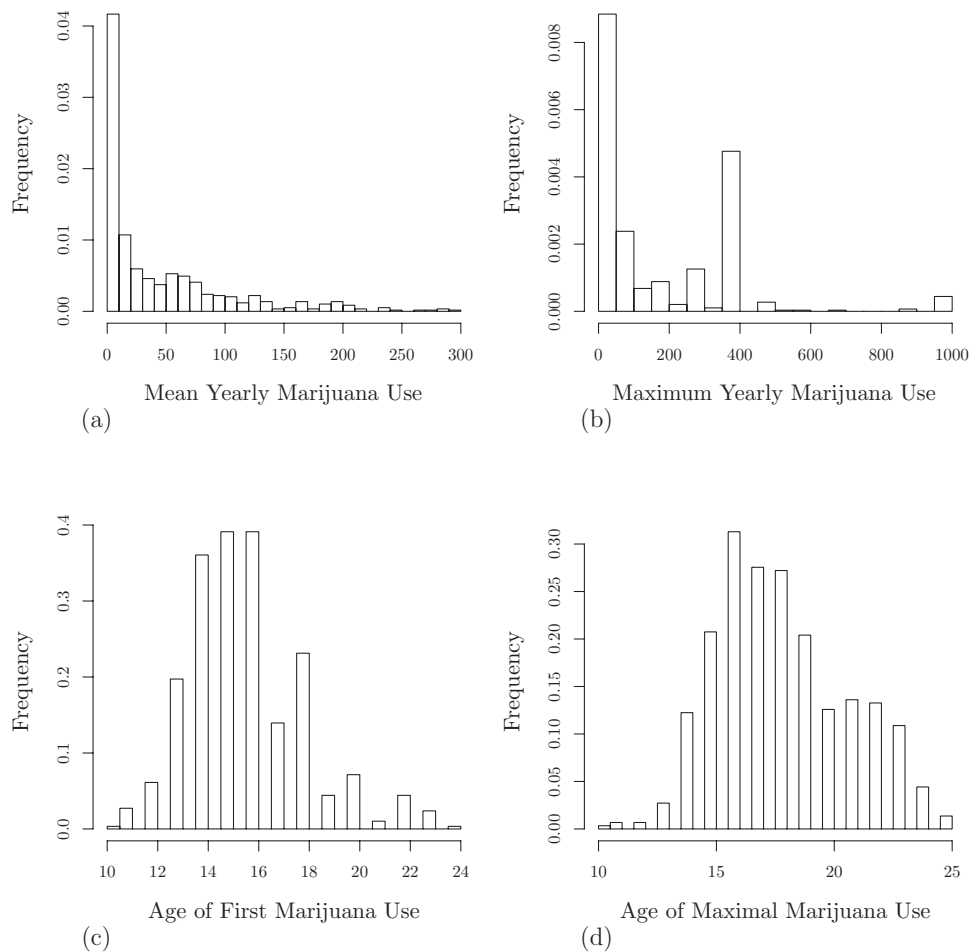 Frequency
0.00 0.01 0.02 0.03 0.04
0 50 100 150 200 250 300
Mean Yearly Marijuana Use
(a)
Frequency
0.000 0.002 0.004 0.006 0.008
0 200 400 600 800 1000
Maximum Yearly Marijuana Use
(b)
Frequency
0.0 0.1 0.2 0.3 0.4
10 12 14 16 18 20 22 24
Age of First Marijuana Use
(c)
Frequency
0.00 0.05 0.10 0.15 0.20 0.25 0.30
10 15 20 25
Age of Maximal Marijuana Use
(d)